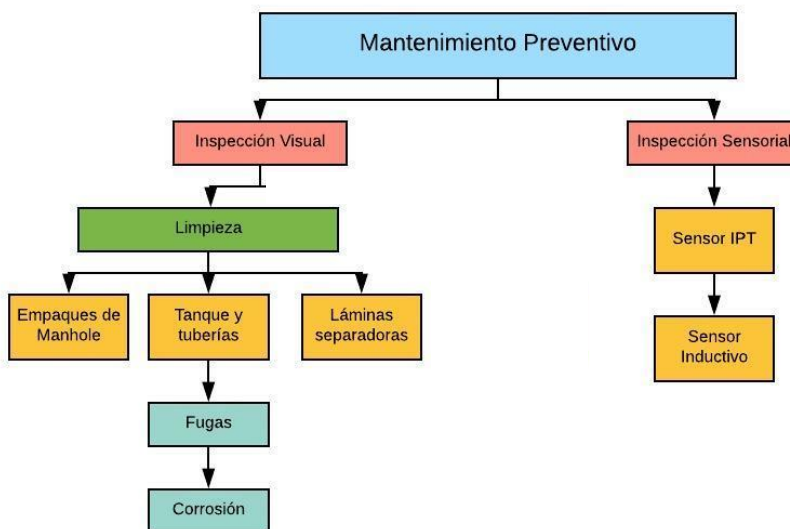 Mantenimiento Preventivo
Inspección Visual
Inspección Sensorial
Limpieza
Sensor IPT
Empaques de
Manhole
Tanque y
tuberías
Láminas
separadoras
Sensor
Inductivo
Fugas
Corrosión